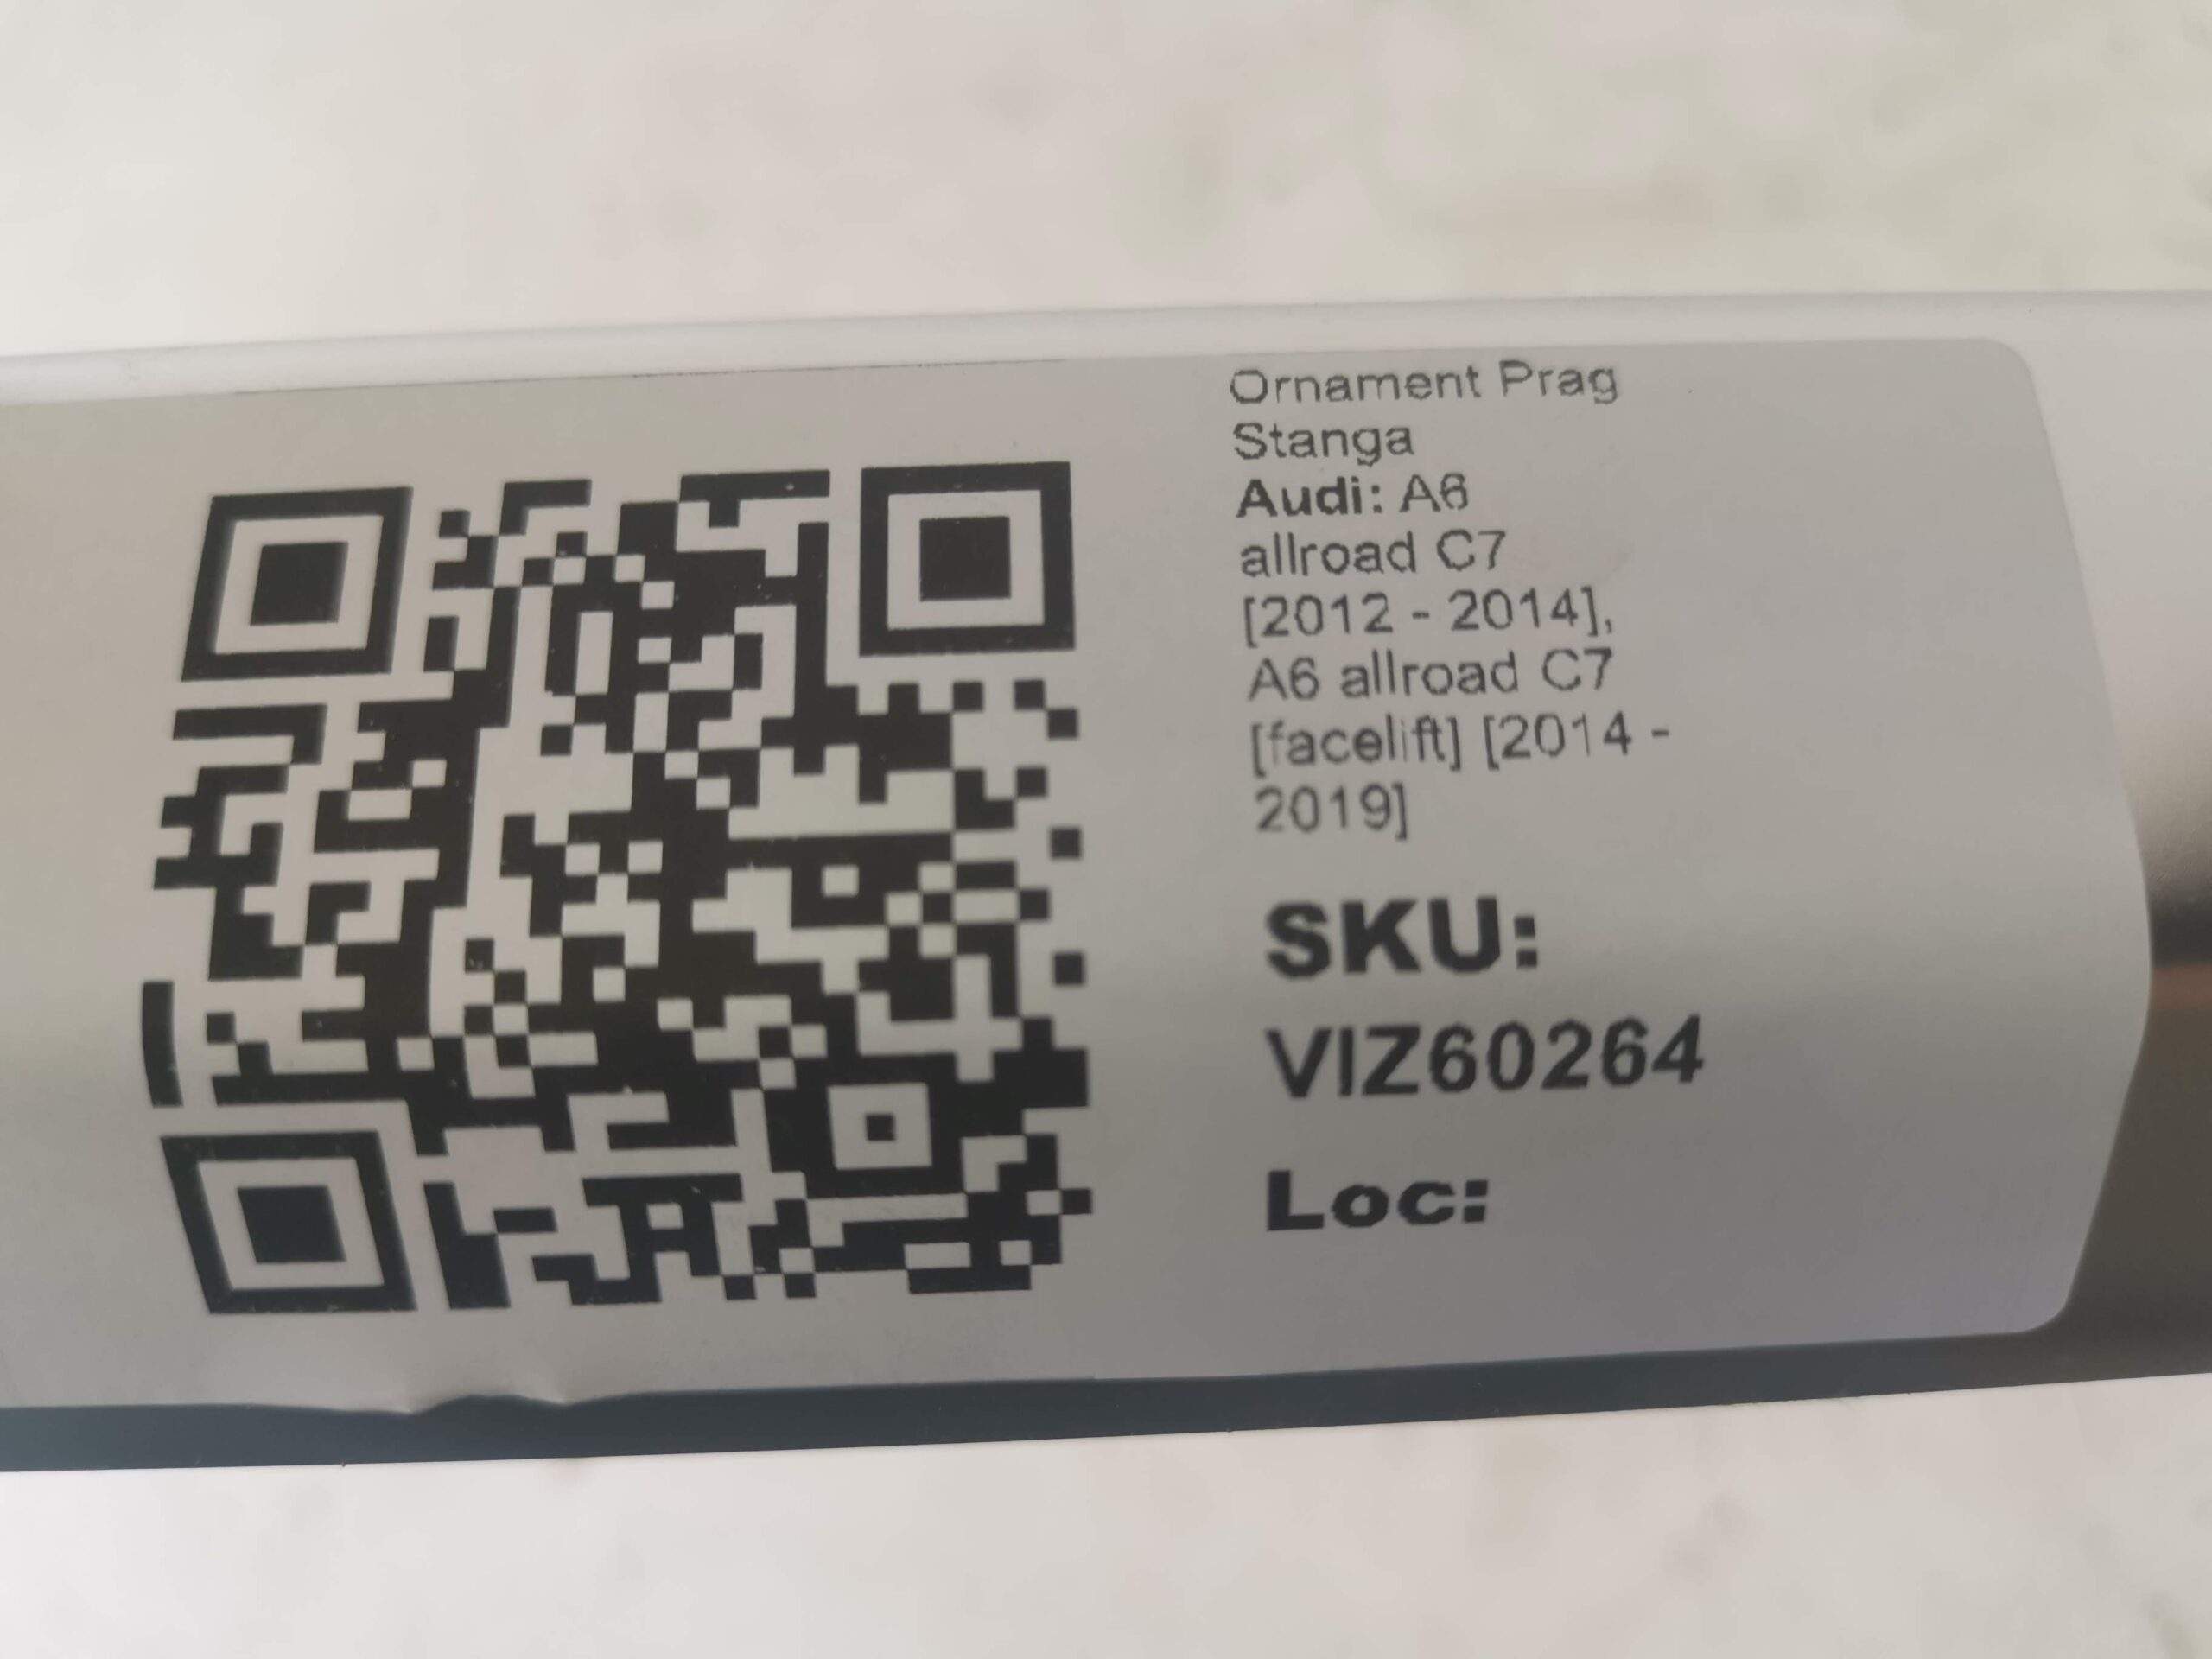 Ornament Prag
Stanga
Audi: A6
allroad C7
[2012 - 2014],
A6 allroad C7
[facelift] [2014 -
2019]
SKU:
VIZ60264
Loc: